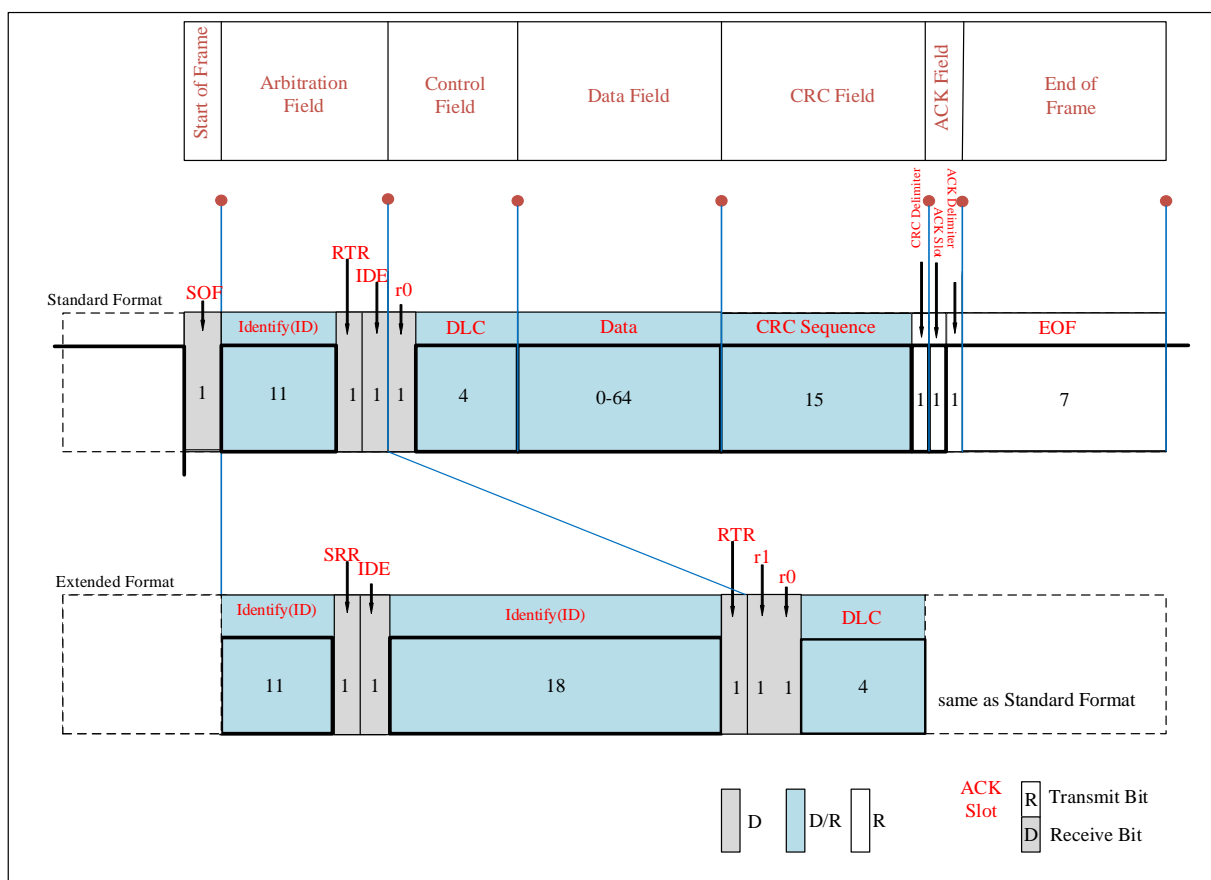 Start of Frame
Arbitration
Field
Control
Field
Data Field
CRC Field
ACK Field
End of
Frame
CRC Delimiter
ACK Slot
ACK Delimiter
RTR
IDE
r0
SOF
Standard Format
Identify(ID)
DLC
Data
CRC Sequence
EOF
1
11
1
1
1
4
0-64
15
1
1
1
7
RTR
r1
r0
SRR
IDE
Extended Format
Identify(ID)
Identify(ID)
DLC
11
1
1
18
1
1
1
4
same as Standard Format
D
D/R
R
ACK
Slot
R
Transmit Bit
D
Receive Bit